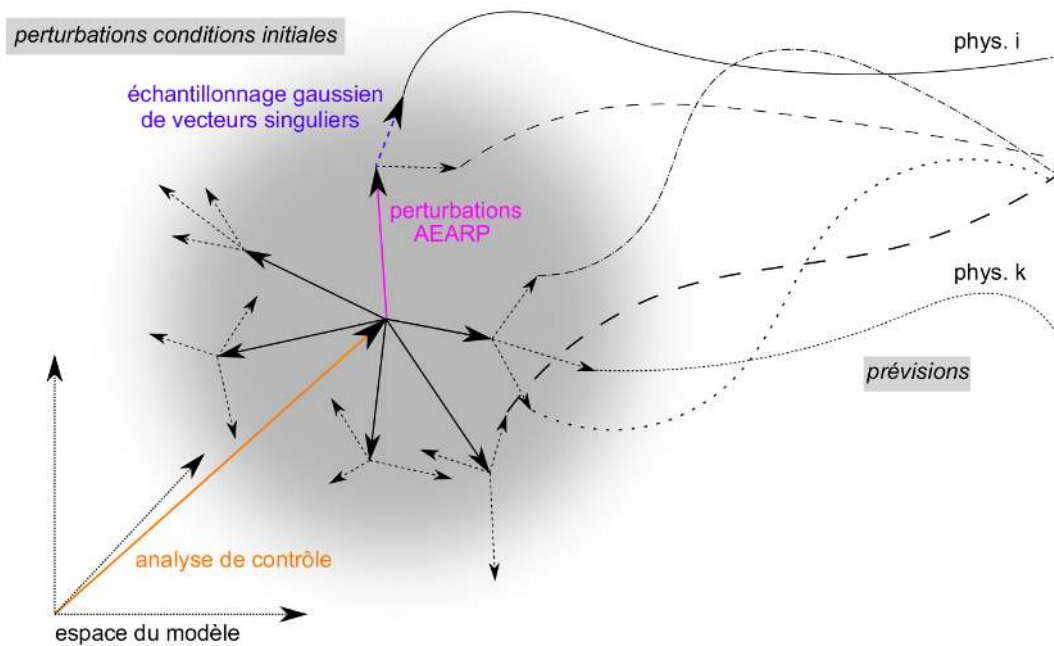 perturbations conditions initiales
phys. i
échantillonnage gaussien
de vecteurs singuliers
perturbations
AEARP
phys. k
prévisions
analyse de contrôle
espace du modèle